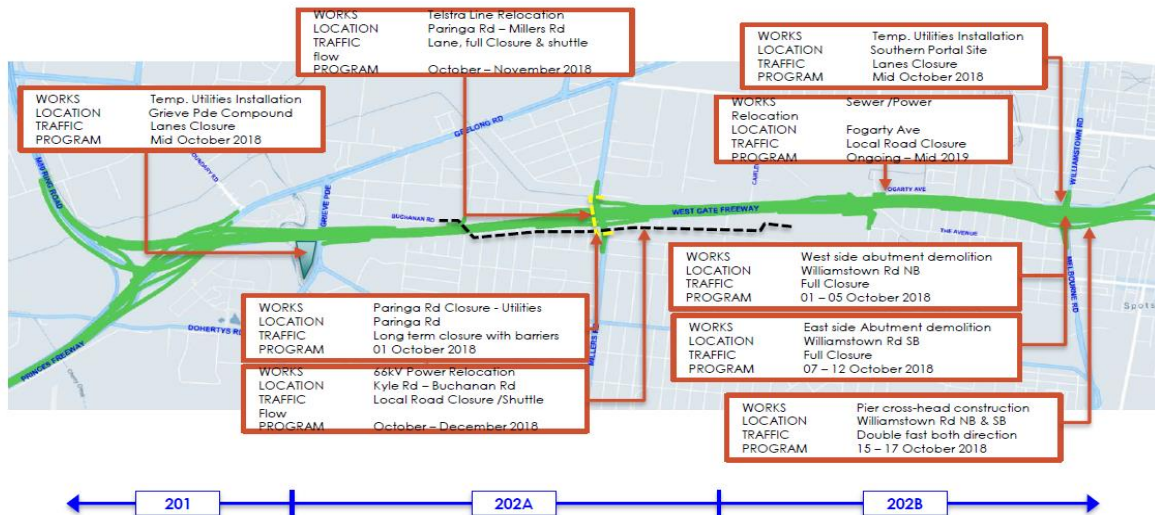 WORKS Telstra Line Relocation
LOCATION Paringa Rd – Millers Rd
TRAFFIC Lane, full Closure & shuttle
flow
PROGRAM October – November 2018
WORKS Temp. Utilities Installation
LOCATION Southern Portal Site
TRAFFIC Lanes Closure
PROGRAM Mid October 2018
WORKS Temp. Utilities Installation
LOCATION Grieve Pde Compound
TRAFFIC Lanes Closure
PROGRAM Mid October 2018
WORKS Sewer /Power
Relocation
LOCATION Fogarty Ave
TRAFFIC Local Road Closure
PROGRAM Ongoing – Mid 2019
GEELONG RD
WILLIAMSTOWN RD
GRIEVE PDE
BUCHANAN RD
WEST GATE FREEWAY
OGARTY AVE
THE AVENUE
MELBOURNE RD
Spots
DOHERTYS R
MILLERS R
PRINCES FREEWAY
WORKS West side abutment demolition
LOCATION Williamstown Rd NB
TRAFFIC Full Closure
PROGRAM 01 – 05 October 2018
WORKS Paringa Rd Closure - Utilities
LOCATION Paringa Rd
TRAFFIC Long term closure with barriers
PROGRAM 01 October 2018
WORKS East side Abutment demolition
LOCATION Williamstown Rd SB
TRAFFIC Full Closure
PROGRAM 07 – 12 October 2018
WORKS 66kV Power Relocation
LOCATION Kyle Rd – Buchanan Rd
TRAFFIC Local Road Closure /Shuttle
Flow
PROGRAM October – December 2018
WORKS Pier cross-head construction
LOCATION Williamstown Rd NB & SB
TRAFFIC Double fast both direction
PROGRAM 15 – 17 October 2018
201
202A
202B